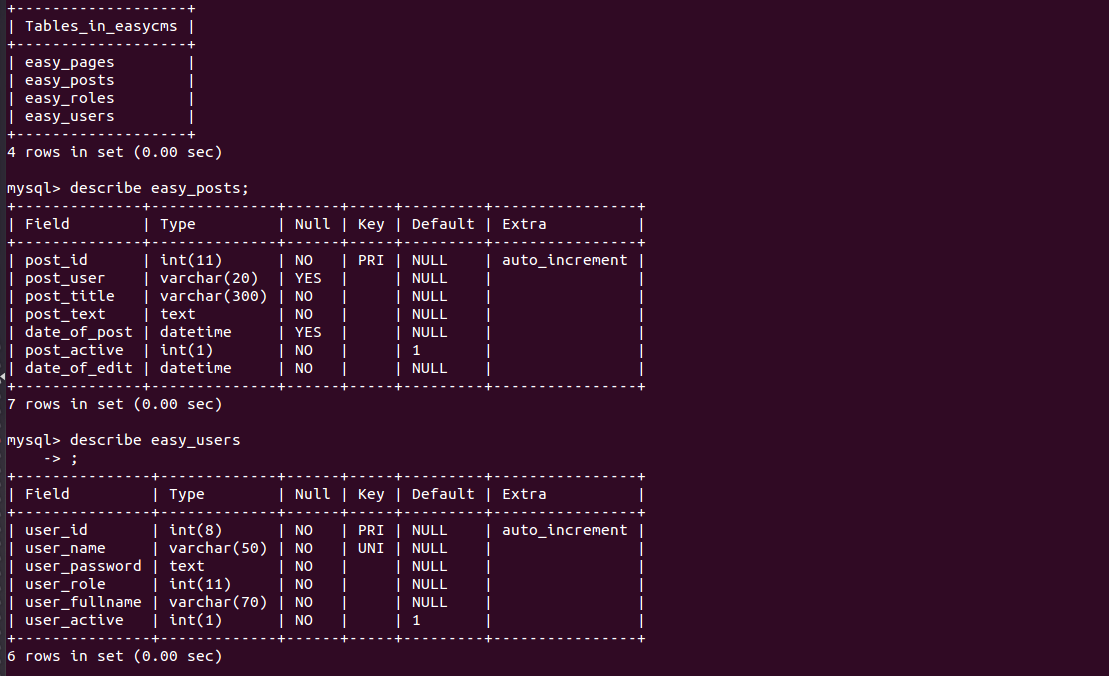 +-------------------+
| Tables_in_easycms |
+-------------------+
| easy_pages        |
| easy_posts        |
| easy_roles        |
| easy_users        |
+-------------------+
4 rows in set (0.00 sec)

mysql> describe easy_posts;
+--------------+--------------+------+-----+---------+----------------+
| Field        | Type         | Null | Key | Default | Extra          |
+--------------+--------------+------+-----+---------+----------------+
| post_id      | int(11)      | NO   | PRI | NULL    | auto_increment |
| post_user    | varchar(20)  | YES  |     | NULL    |                |
| post_title   | varchar(300) | NO   |     | NULL    |                |
| post_text    | text         | NO   |     | NULL    |                |
| date_of_post | datetime     | YES  |     | NULL    |                |
| post_active  | int(1)       | NO   |     | 1       |                |
| date_of_edit | datetime     | NO   |     | NULL    |                |
+--------------+--------------+------+-----+---------+----------------+
7 rows in set (0.00 sec)

mysql> describe easy_users
    -> ;
+---------------+-------------+------+-----+---------+----------------+
| Field         | Type        | Null | Key | Default | Extra          |
+---------------+-------------+------+-----+---------+----------------+
| user_id       | int(8)      | NO   | PRI | NULL    | auto_increment |
| user_name     | varchar(50) | NO   | UNI | NULL    |                |
| user_password | text        | NO   |     | NULL    |                |
| user_role     | int(11)     | NO   |     | NULL    |                |
| user_fullname | varchar(70) | NO   |     | NULL    |                |
| user_active   | int(1)      | NO   |     | 1       |                |
+---------------+-------------+------+-----+---------+----------------+
6 rows in set (0.00 sec)